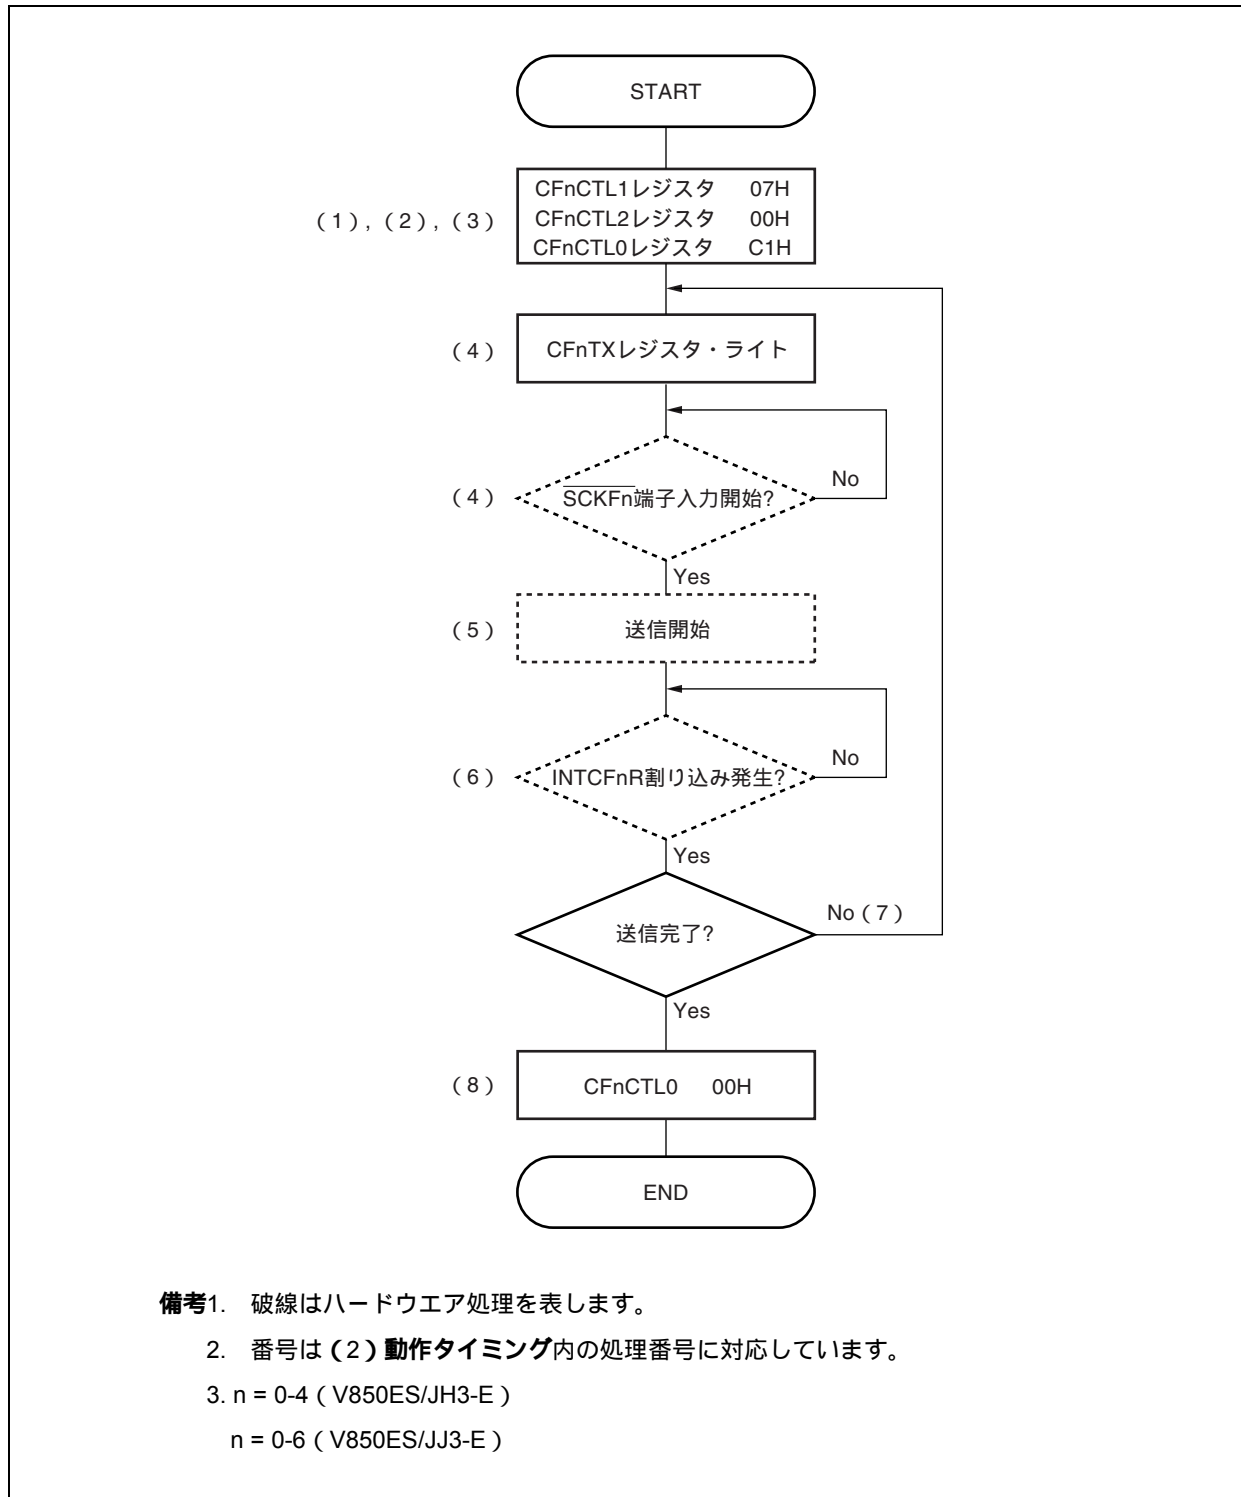 START
CFnCTL1レジスタ 07H
(1),(2),(3) CFnCTL2レジスタ 00H
CFnCTL0レジスタ C1H
(4) CFnTXレジスタ・ライト
(4) SCKFn端子入力開始? No
Yes
(5) 送信開始
(6) INTCFnR割り込み発生? No
Yes
送信完了? No(7)
Yes
(8) CFnCTL0 00H
END
備考1. 破線はハードウエア処理を表します。
2. 番号は(2)動作タイミング内の処理番号に対応しています。
3. n = 0-4(V850ES/JH3-E)
n = 0-6(V850ES/JJ3-E)